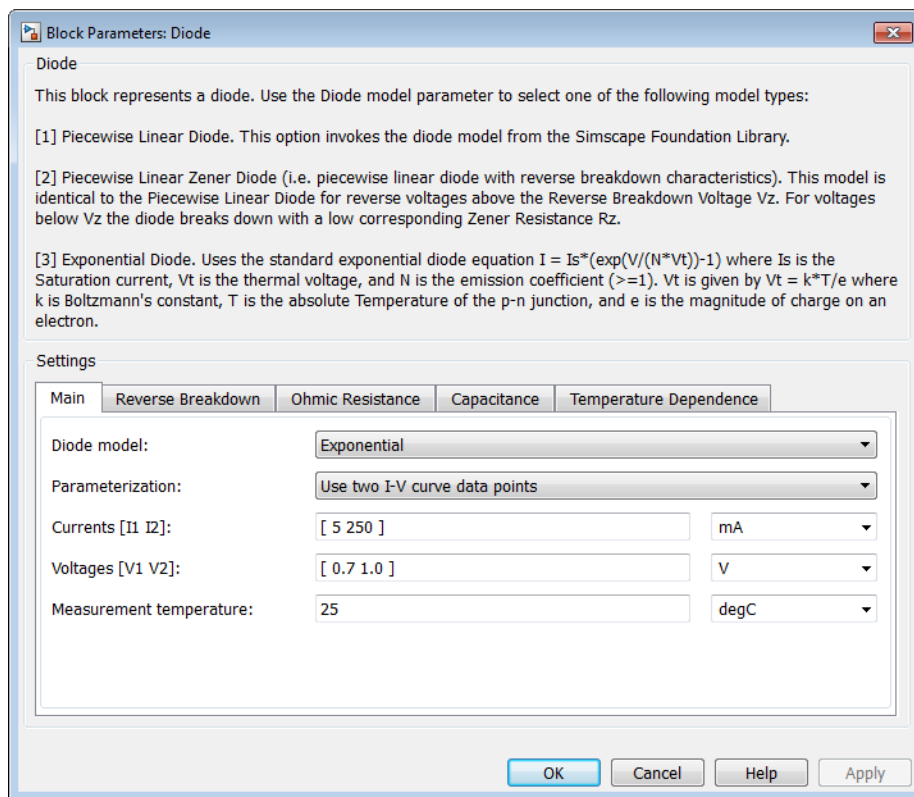 Block Parameters: Diode
Diode
This block represents a diode. Use the Diode model parameter to select one of the following model types:
[1] Piecewise Linear Diode. This option invokes the diode model from the Simscape Foundation Library.
[2] Piecewise Linear Zener Diode (i.e. piecewise linear diode with reverse breakdown characteristics). This model is
identical to the Piecewise Linear Diode for reverse voltages above the Reverse Breakdown Voltage Vz. For voltages
below Vz the diode breaks down with a low corresponding Zener Resistance Rz.
[3] Exponential Diode. Uses the standard exponential diode equation I = Is*(exp(V/(N*Vt))-1) where Is is the
Saturation current, Vt is the thermal voltage, and N is the emission coefficient (>=1). Vt is given by Vt = k*T/e where
k is Boltzmann's constant, T is the absolute Temperature of the p-n junction, and e is the magnitude of charge on an
electron.
Settings
Main Reverse Breakdown Ohmic Resistance Capacitance Temperature Dependence
Diode model: Exponential
Parameterization: Use two I-V curve data points
Currents [I1 I2]: [ 5 250 ] mA
Voltages [V1 V2]: [ 0.7 1.0 ] V
Measurement temperature: 25 degC
OK Cancel Help Apply